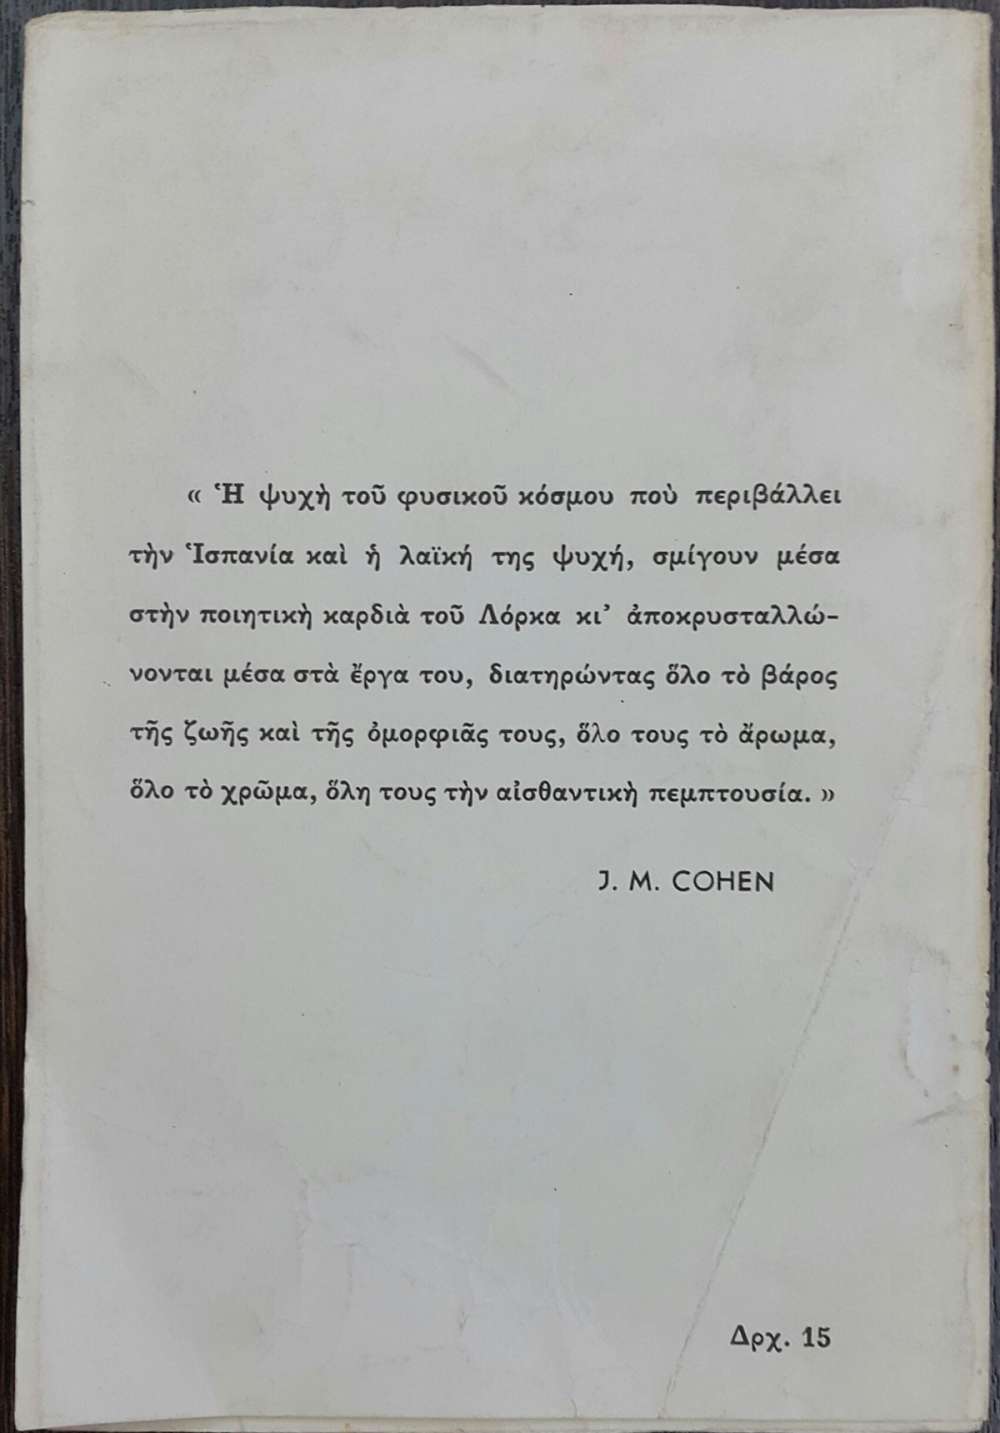 « Ἡ ψυχὴ τοῦ φυσικοῦ κόσμου ποὺ περιβάλλει
τὴν Ἱσπανία καὶ ἡ λαϊκή της ψυχή, σμίγουν μέσα
στὴν ποιητικὴ καρδιὰ τοῦ Λόρκα κι’ ἀποκρυσταλλώ-
νονται μέσα στὰ ἔργα του, διατηρώντας ὅλο τὸ βάρος
τῆς ζωῆς καὶ τῆς ὀμορφιᾶς τους, ὅλο τους τὸ ἄρωμα,
ὅλο τὸ χρῶμα, ὅλη τους τὴν αἰσθαντικὴ πεμπτουσία. »
J. M. COHEN
Δρχ. 15